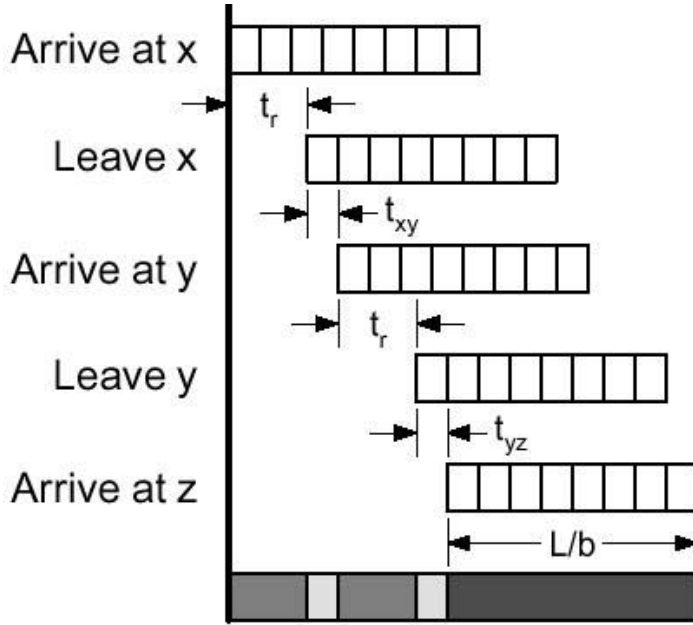 Arrive at x
t_r
Leave x
t_xy
Arrive at y
t_r
Leave y
t_yz
Arrive at z
L/b